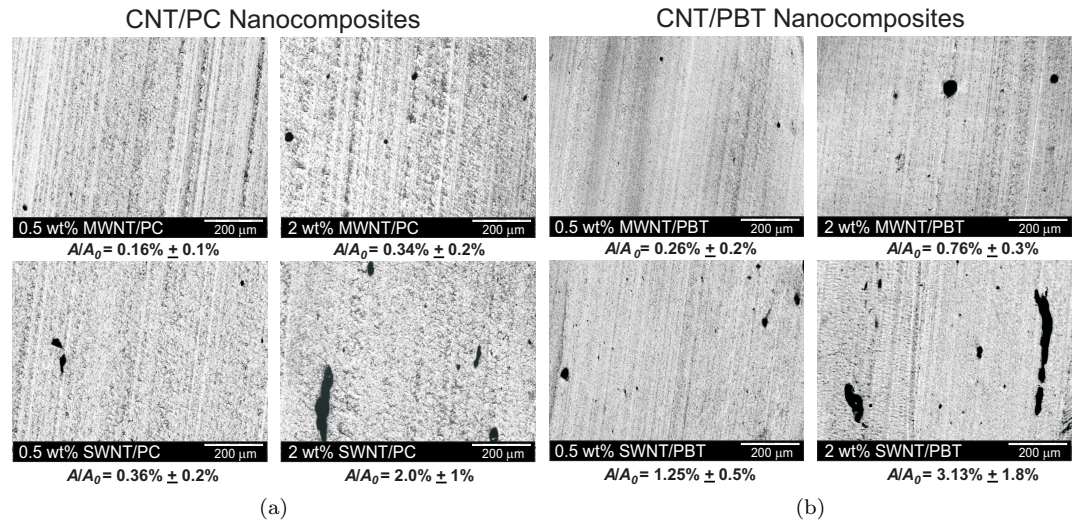 CNT/PC Nanocomposites
CNT/PBT Nanocomposites
0.5 wt% MWNT/PC 200 µm
2 wt% MWNT/PC 200 µm
0.5 wt% MWNT/PBT 200 µm
2 wt% MWNT/PBT 200 µm
A/A₀ = 0.16% ± 0.1%
A/A₀ = 0.34% ± 0.2%
A/A₀ = 0.26% ± 0.2%
A/A₀ = 0.76% ± 0.3%
0.5 wt% SWNT/PC 200 µm
2 wt% SWNT/PC 200 µm
0.5 wt% SWNT/PBT 200 µm
2 wt% SWNT/PBT 200 µm
A/A₀ = 0.36% ± 0.2%
A/A₀ = 2.0% ± 1%
A/A₀ = 1.25% ± 0.5%
A/A₀ = 3.13% ± 1.8%
(a)
(b)